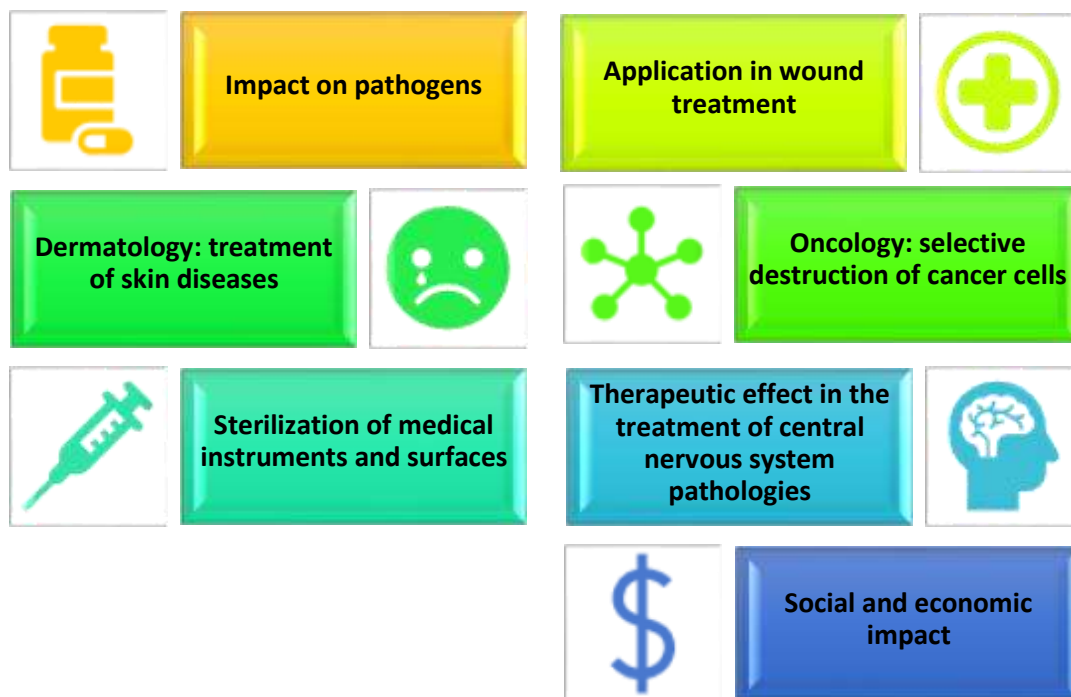 Impact on pathogens
Application in wound
treatment
Dermatology: treatment
of skin diseases
Oncology: selective
destruction of cancer cells
Sterilization of medical
instruments and surfaces
Therapeutic effect in the
treatment of central
nervous system
pathologies
Social and economic
impact